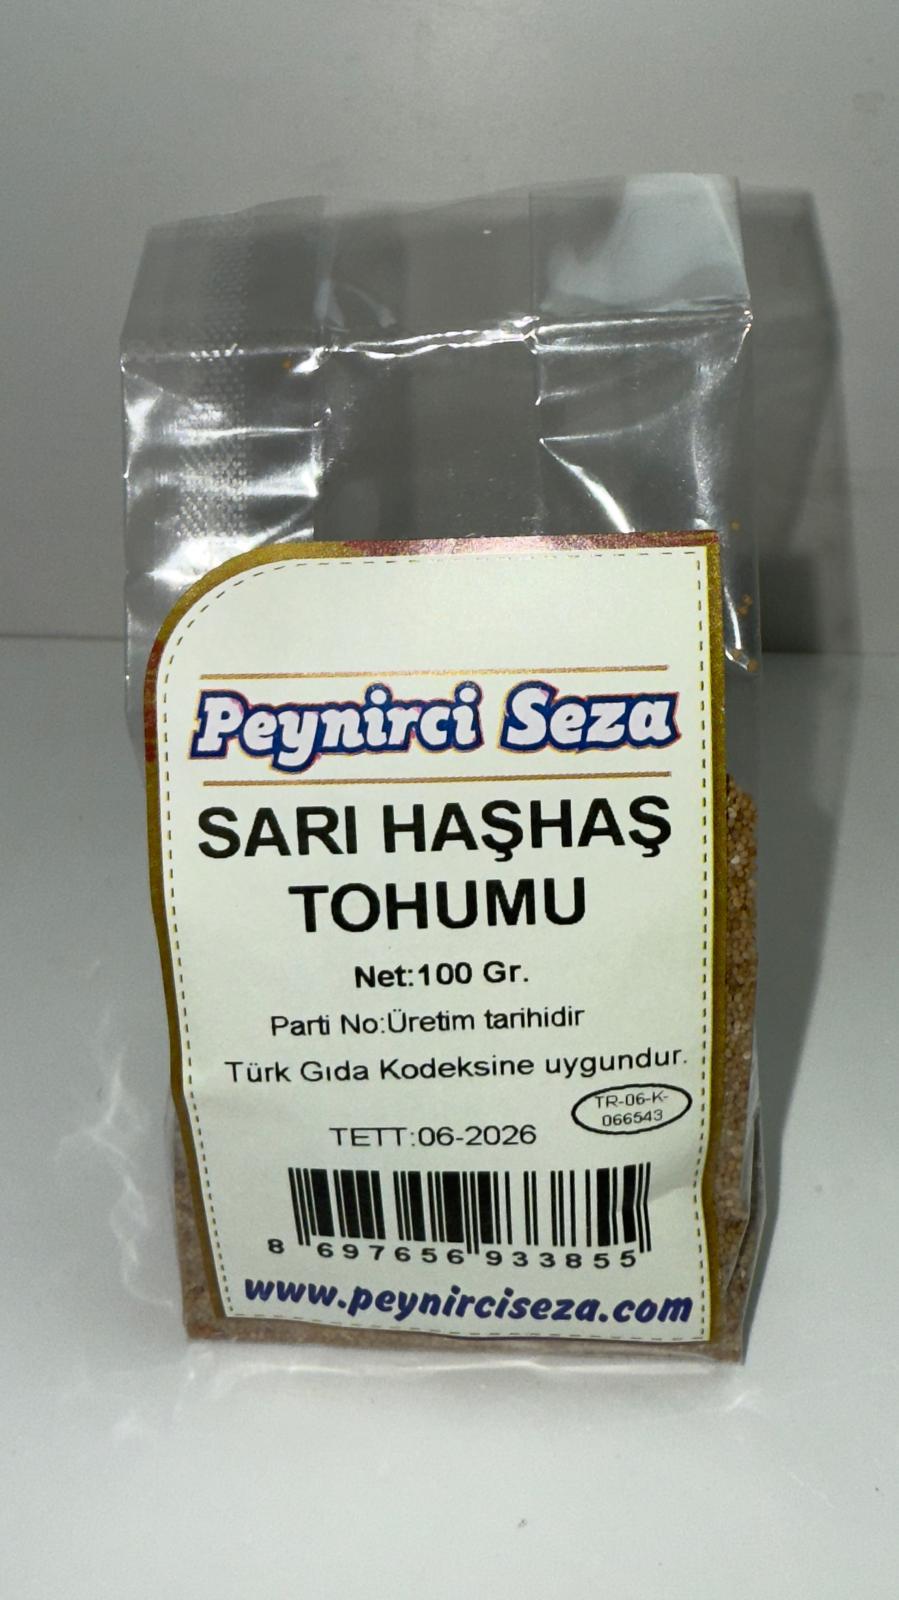 Peynirci Seza
SARI HAŞHAŞ
TOHUMU
Net:100 Gr.
Parti No:Üretim tarihidir
Türk Gıda Kodeksine uygundur.
TR-06-K-
066543
TETT:06-2026
8 697656 933855
www.peynirciseza.com